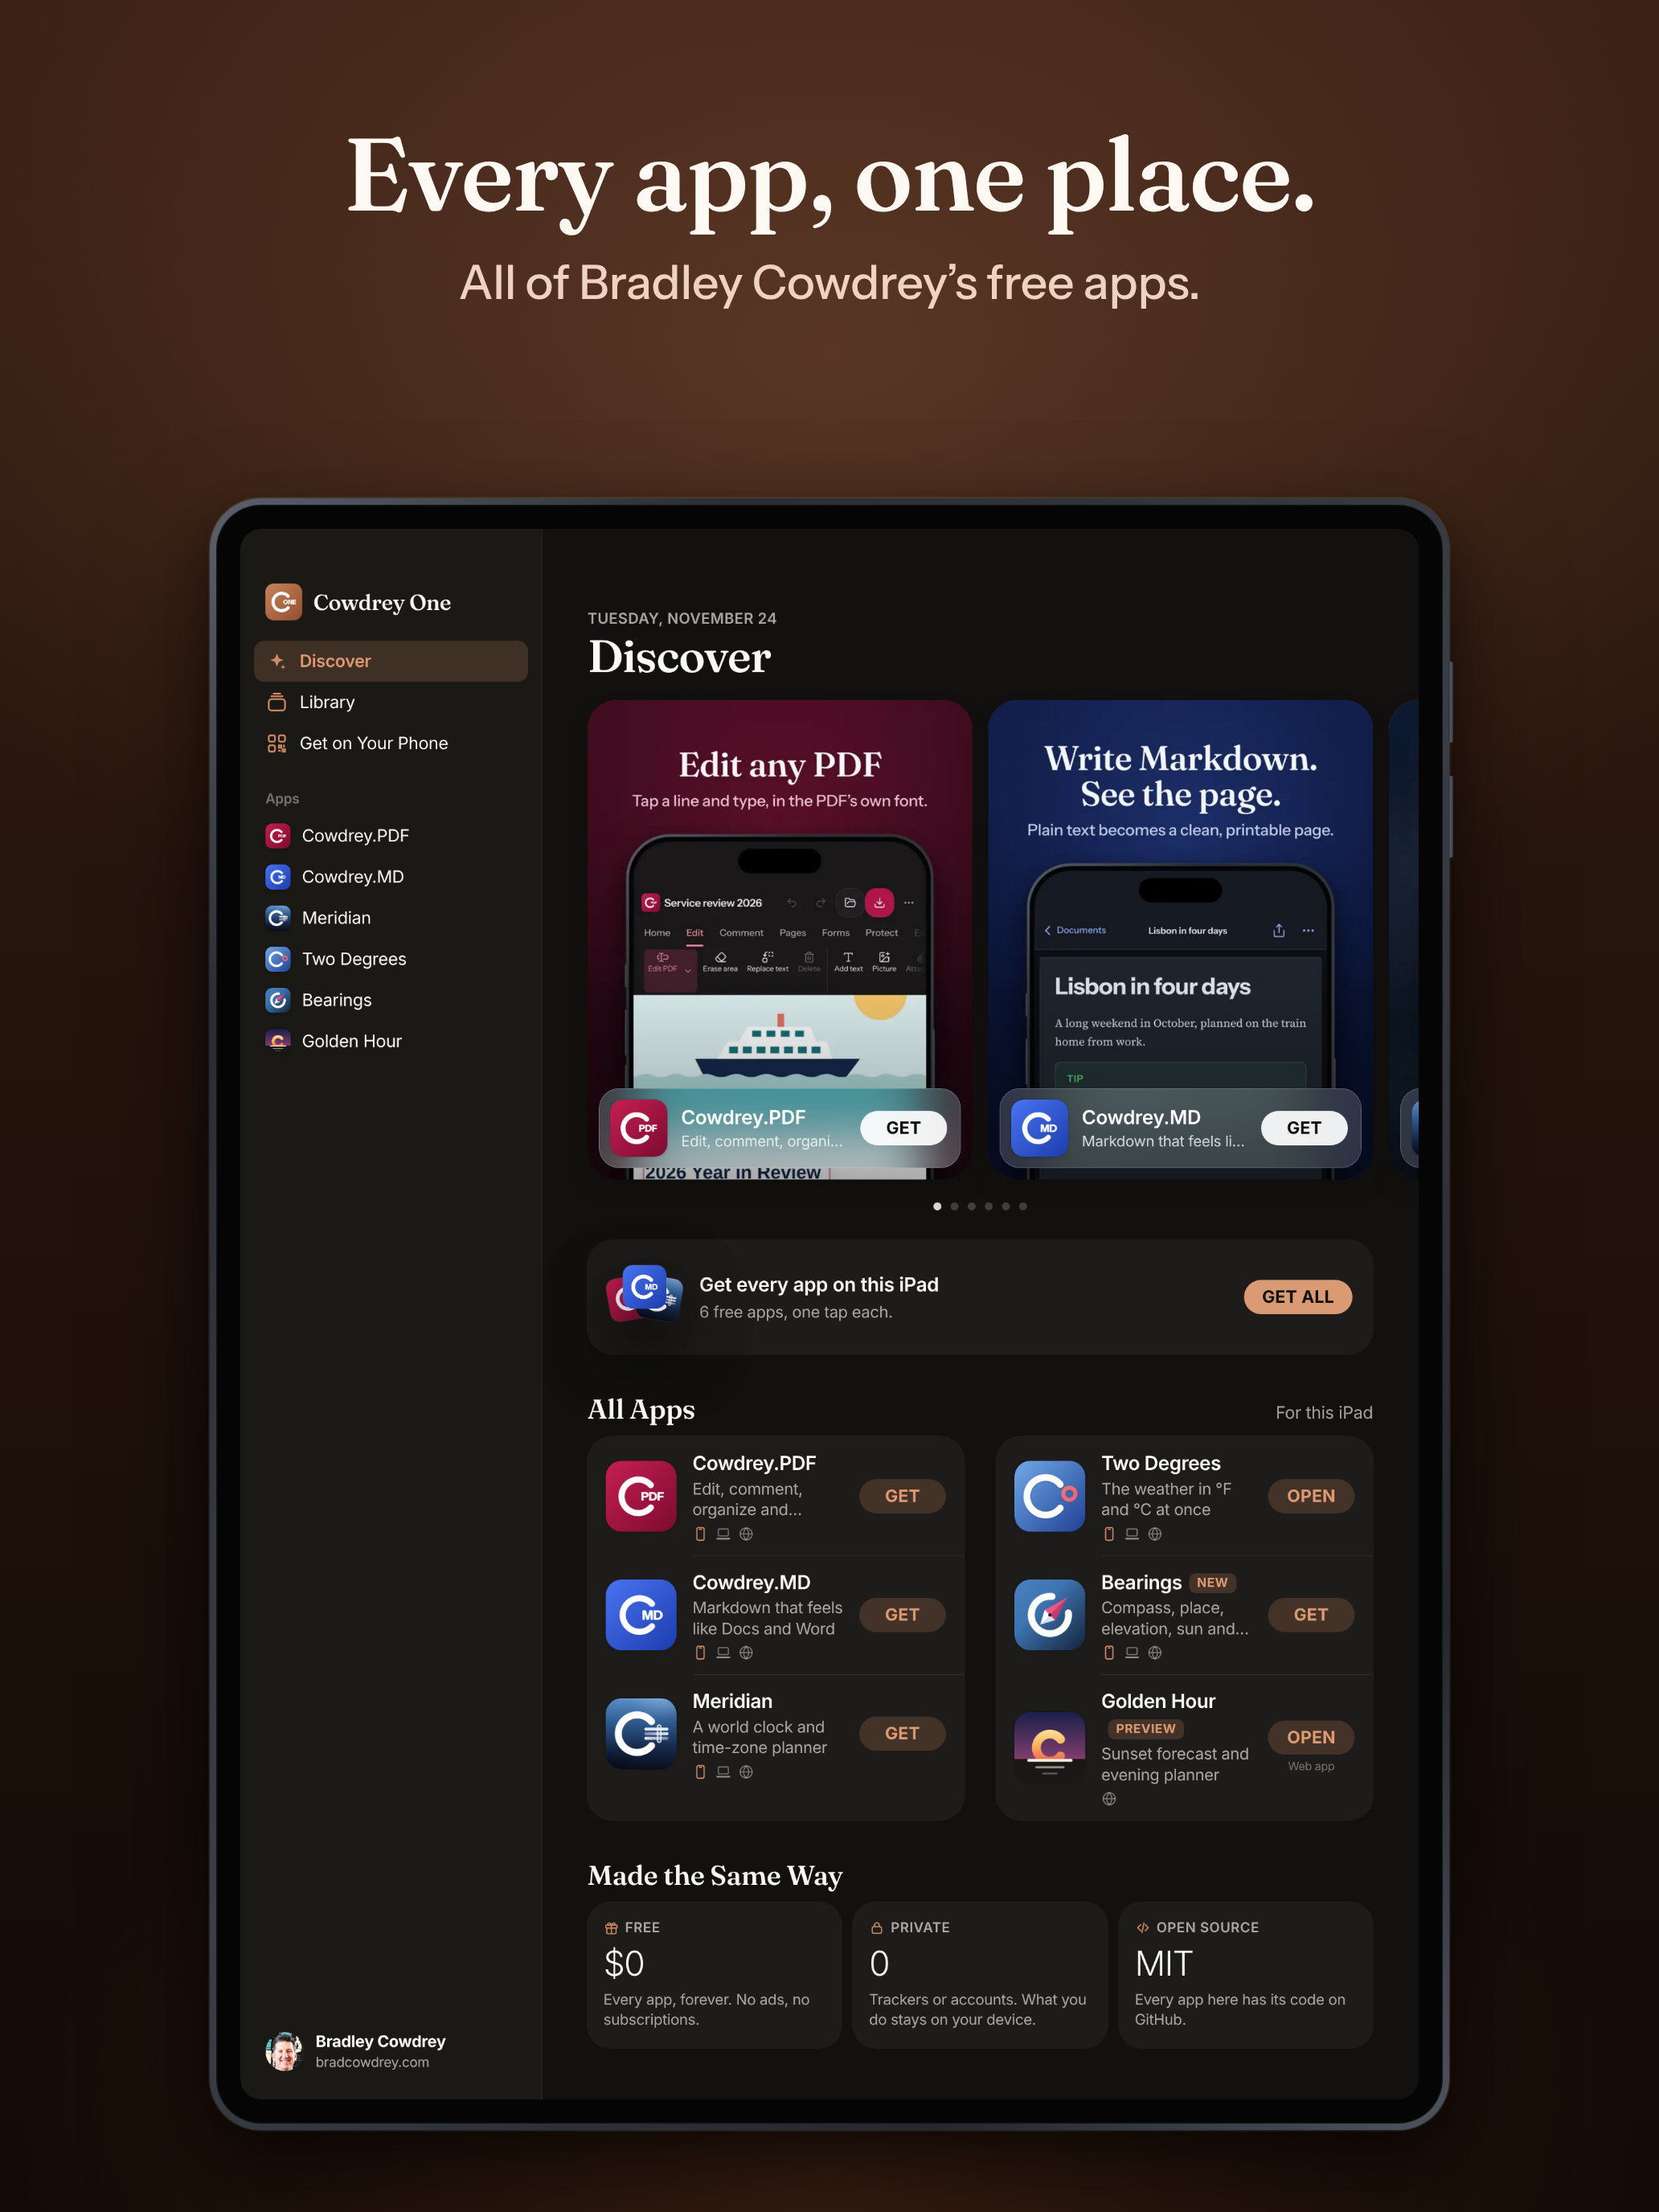 Every app, one place.
All of Bradley Cowdrey’s free apps.
ONE
Cowdrey One
Discover
Library
Get on Your Phone
Apps
Cowdrey.PDF
Cowdrey.MD
Meridian
Two Degrees
Bearings
Golden Hour
Bradley Cowdrey
bradcowdrey.com
TUESDAY, NOVEMBER 24
Discover
Edit any PDF
Tap a line and type, in the PDF’s own font.
Service review 2026
Home Edit Comment Pages Forms Protect
Edit PDF Erase area Replace text Delete Add text Picture
PDF
Cowdrey.PDF
Edit, comment, organi...
GET
2026 Year in Review
Write Markdown.
See the page.
Plain text becomes a clean, printable page.
Documents
Lisbon in four days
Lisbon in four days
A long weekend in October, planned on the train
home from work.
TIP
MD
Cowdrey.MD
Markdown that feels li...
GET
MD
Get every app on this iPad
6 free apps, one tap each.
GET ALL
All Apps
For this iPad
PDF
Cowdrey.PDF
Edit, comment,
organize and...
GET
MD
Cowdrey.MD
Markdown that feels
like Docs and Word
GET
Meridian
A world clock and
time-zone planner
GET
Two Degrees
The weather in °F
and °C at once
OPEN
Bearings NEW
Compass, place,
elevation, sun and...
GET
Golden Hour
PREVIEW
Sunset forecast and
evening planner
OPEN
Web app
Made the Same Way
FREE
$0
Every app, forever. No ads, no
subscriptions.
PRIVATE
0
Trackers or accounts. What you
do stays on your device.
OPEN SOURCE
MIT
Every app here has its code on
GitHub.